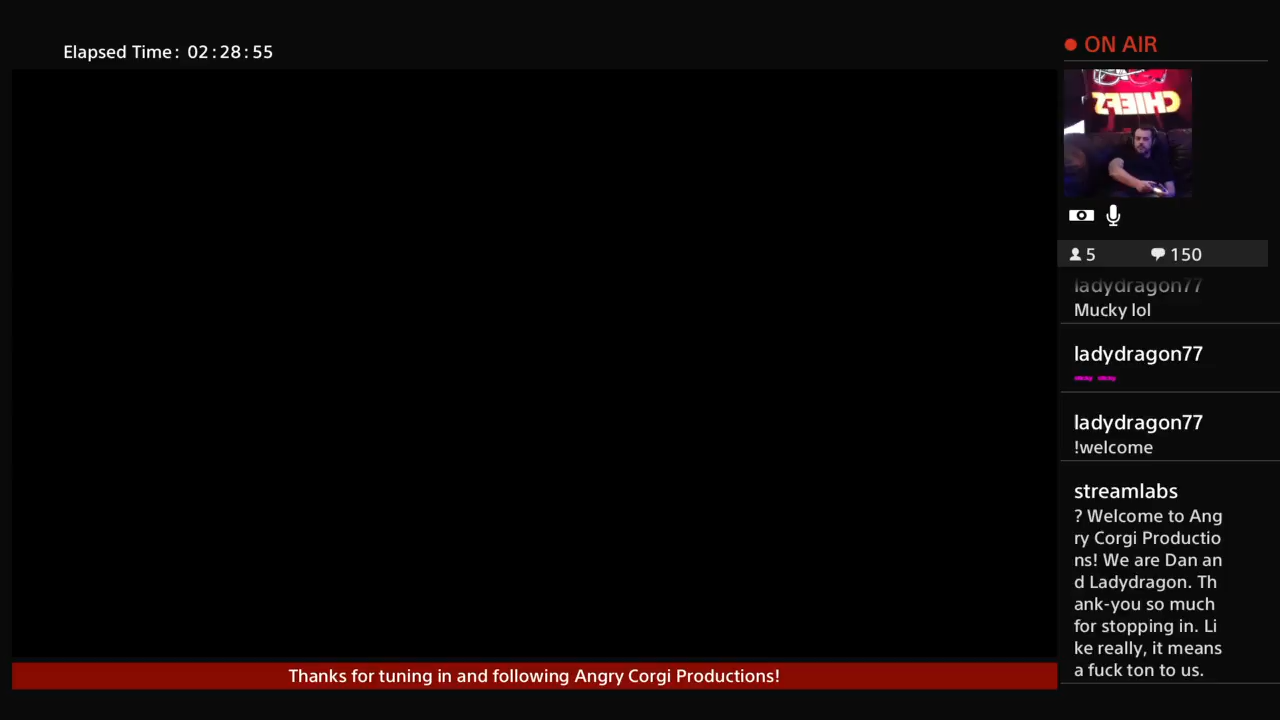 Elapsed Time: 02:28:55
ON AIR
CHIEFS
5 150
ladydragon77
Mucky lol
ladydragon77
ladydragon77
!welcome
streamlabs
? Welcome to Ang
ry Corgi Productio
ns! We are Dan an
d Ladydragon. Th
ank-you so much
for stopping in. Li
ke really, it means
a fuck ton to us.
Thanks for tuning in and following Angry Corgi Productions!